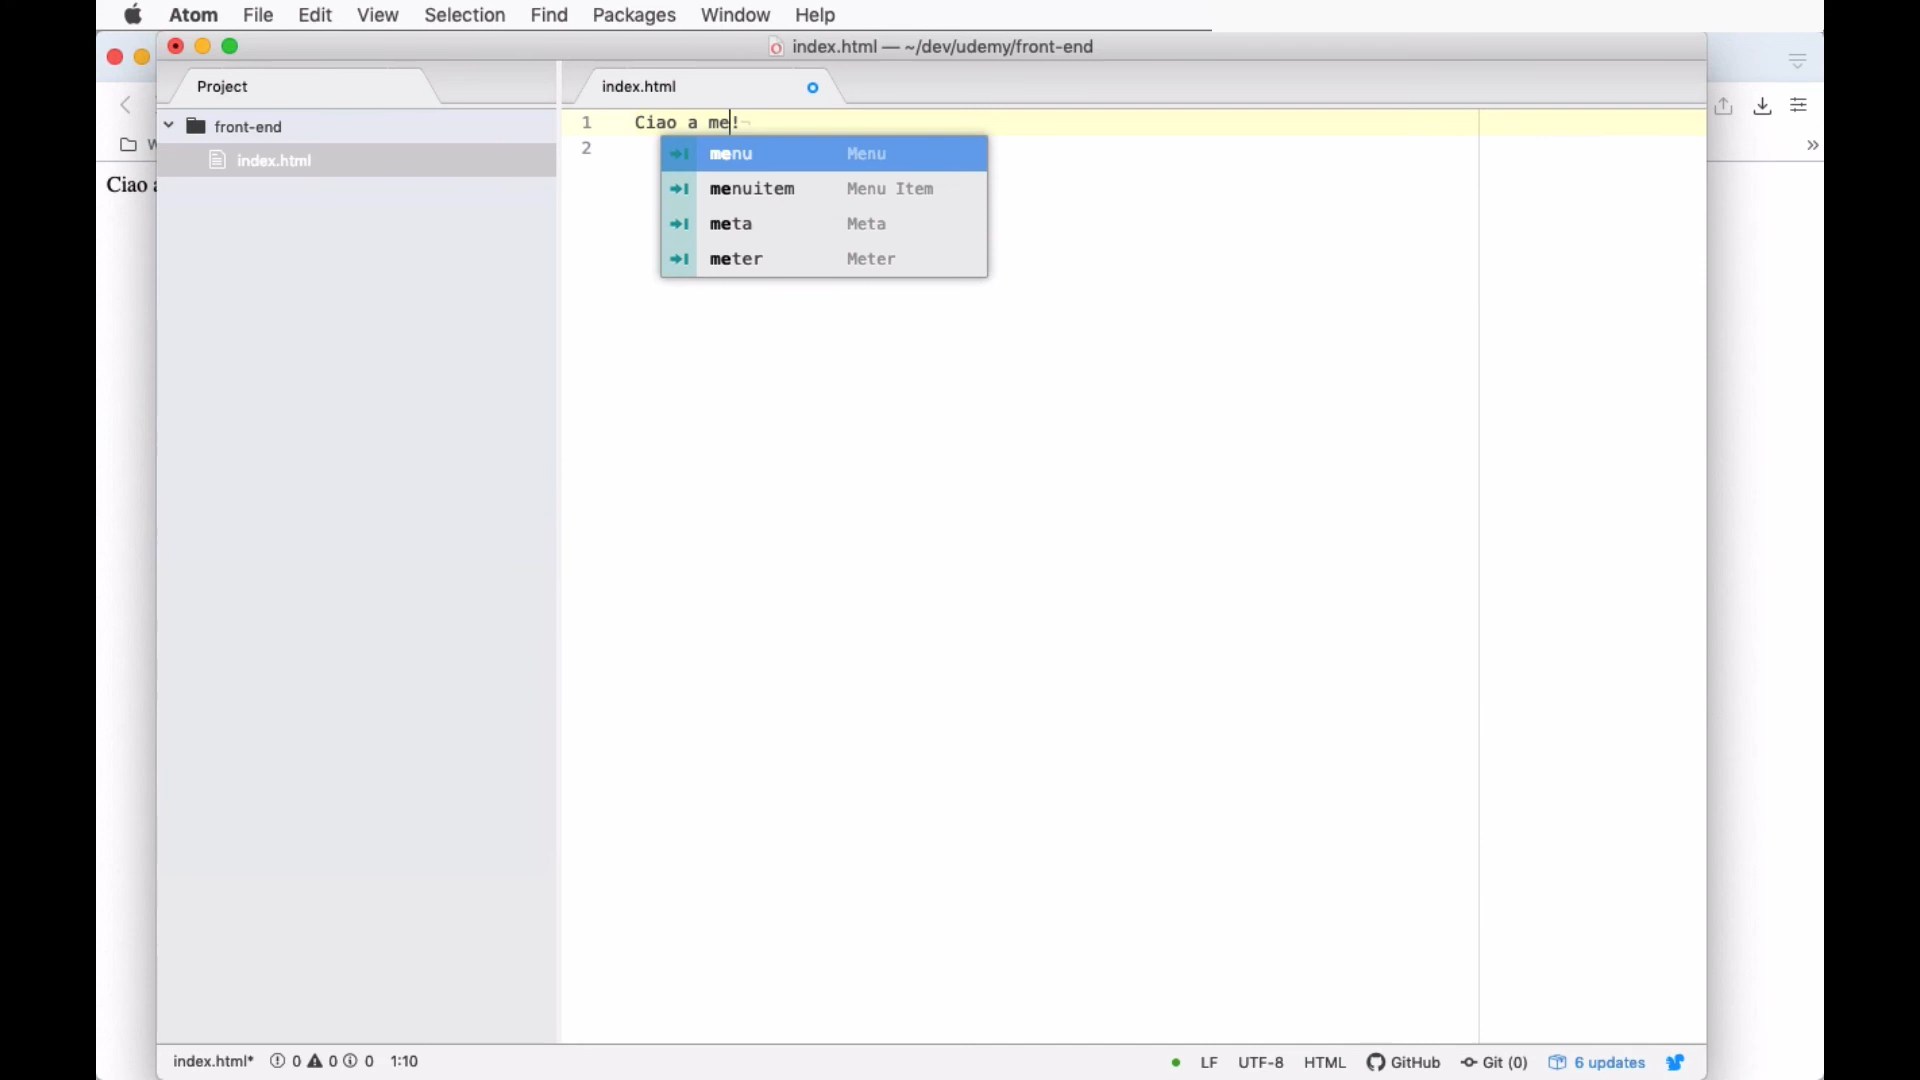 Atom File Edit View Selection Find Packages Window Help
index.html — ~/dev/udemy/front-end
Project
index.html
front-end
index.html
Ciao a
1 Ciao a me!¬
2
menu Menu
menuitem Menu Item
meta Meta
meter Meter
index.html* 0 0 0 1:10
LF UTF-8 HTML GitHub Git (0) 6 updates